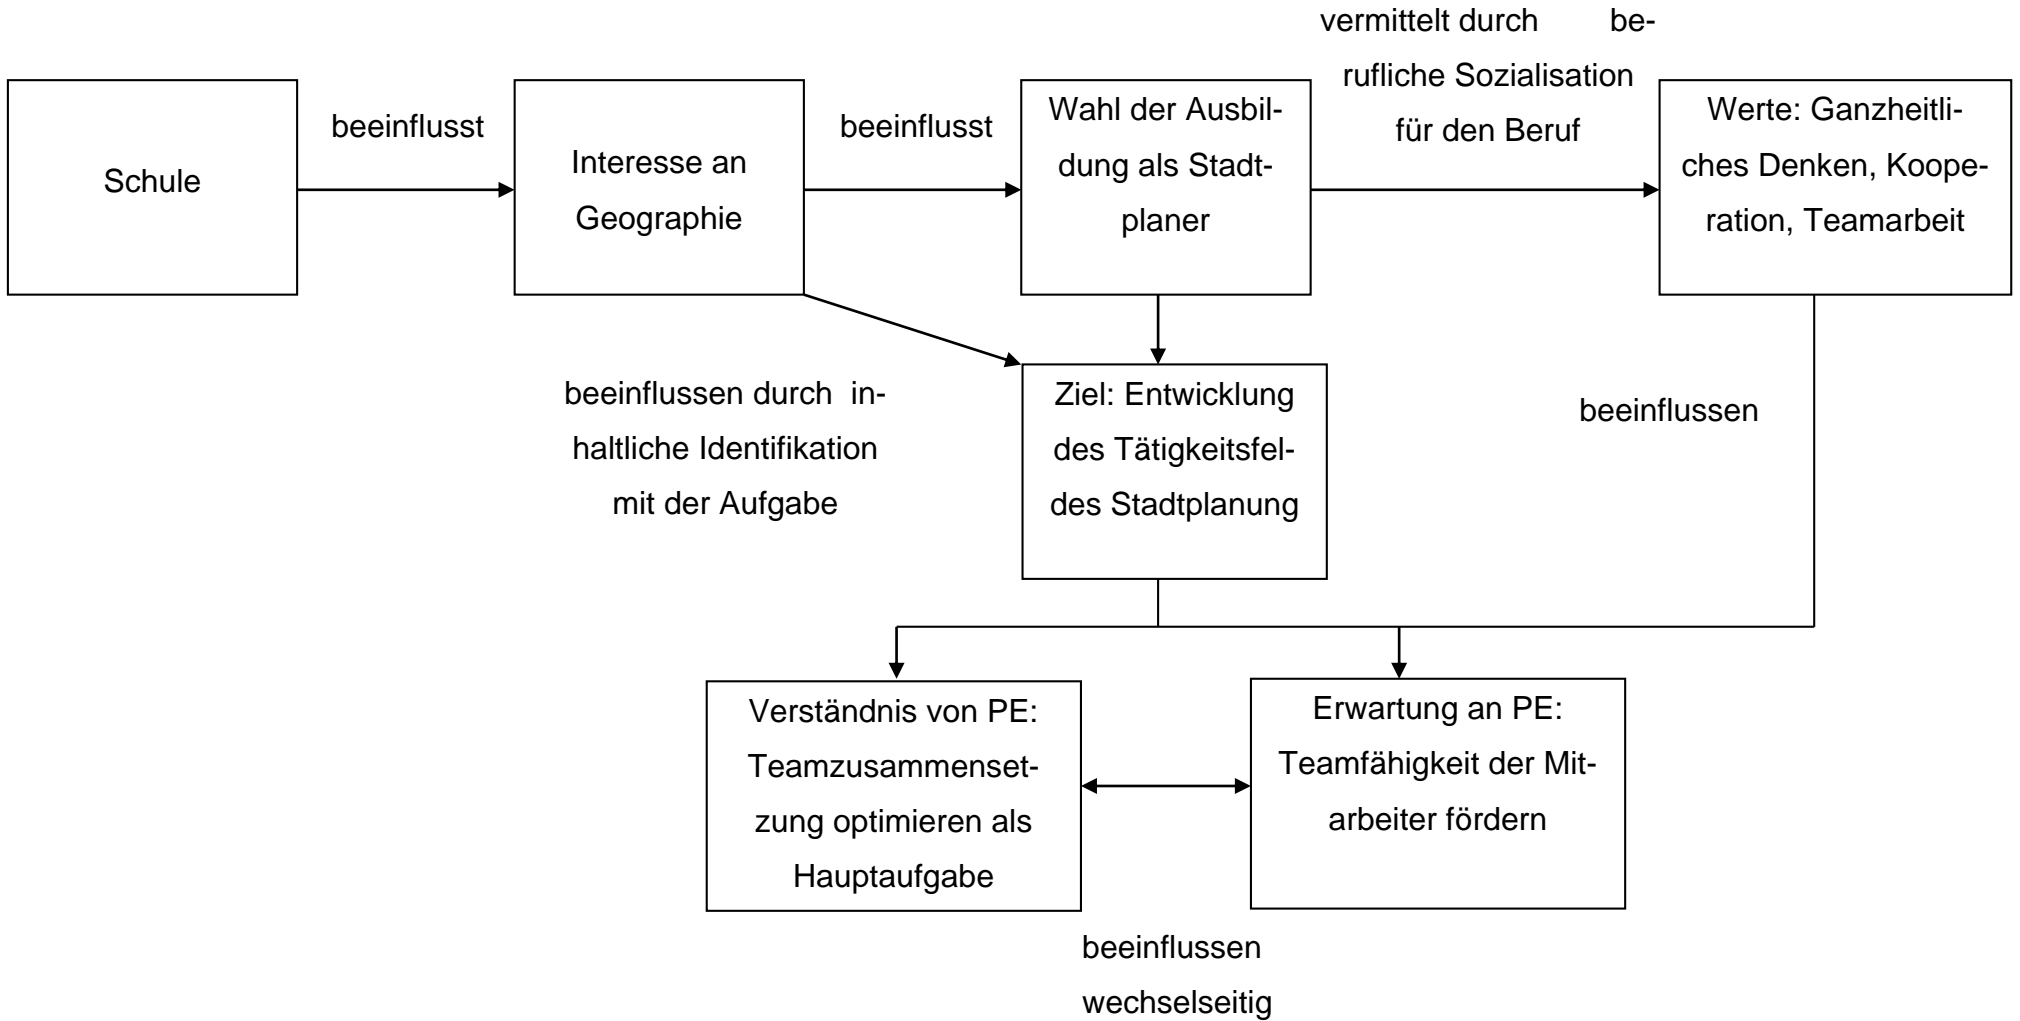 vermittelt durch be-
rufliche Sozialisation
für den Beruf
Schule
beeinflusst
Interesse an
Geographie
beeinflusst
Wahl der Ausbil-
dung als Stadt-
planer
Werte: Ganzheitli-
ches Denken, Koope-
ration, Teamarbeit
beeinflussen durch in-
haltliche Identifikation
mit der Aufgabe
Ziel: Entwicklung
des Tätigkeitsfel-
des Stadtplanung
beeinflussen
Verständnis von PE:
Teamzusammenset-
zung optimieren als
Hauptaufgabe
Erwartung an PE:
Teamfähigkeit der Mit-
arbeiter fördern
beeinflussen
wechselseitig